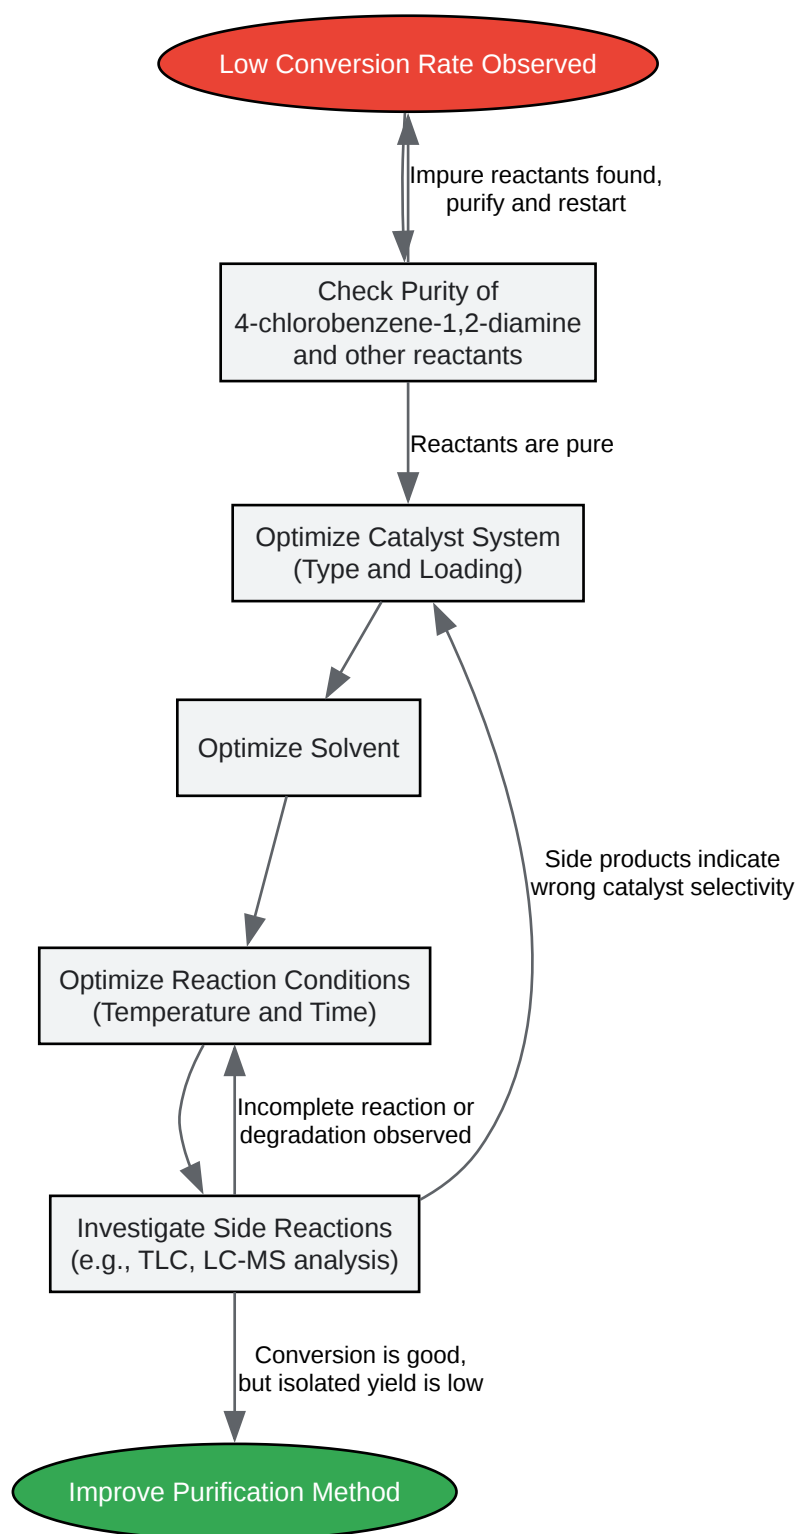 Low Conversion Rate Observed
Impure reactants found,
purify and restart
Check Purity of
4-chlorobenzene-1,2-diamine
and other reactants
Reactants are pure
Optimize Catalyst System
(Type and Loading)
Optimize Solvent
Side products indicate
wrong catalyst selectivity
Optimize Reaction Conditions
(Temperature and Time)
Incomplete reaction or
degradation observed
Investigate Side Reactions
(e.g., TLC, LC-MS analysis)
Conversion is good,
but isolated yield is low
Improve Purification Method